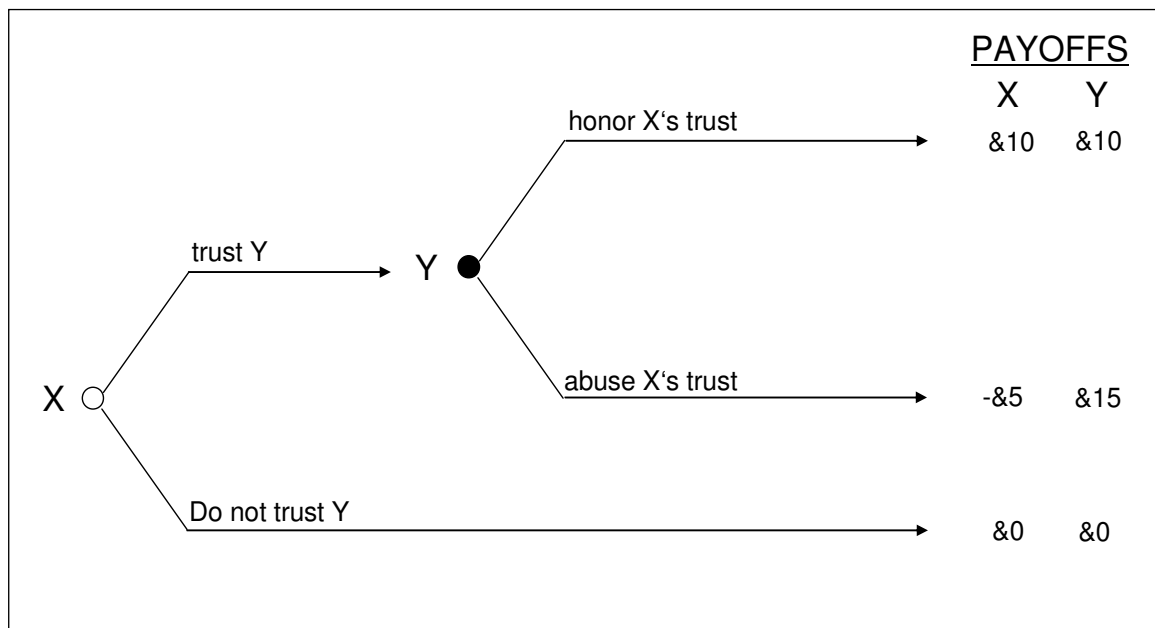 PAYOFFS
X Y
honor X‘s trust
&10 &10
trust Y
Y
abuse X‘s trust
-&5 &15
X
Do not trust Y
&0 &0